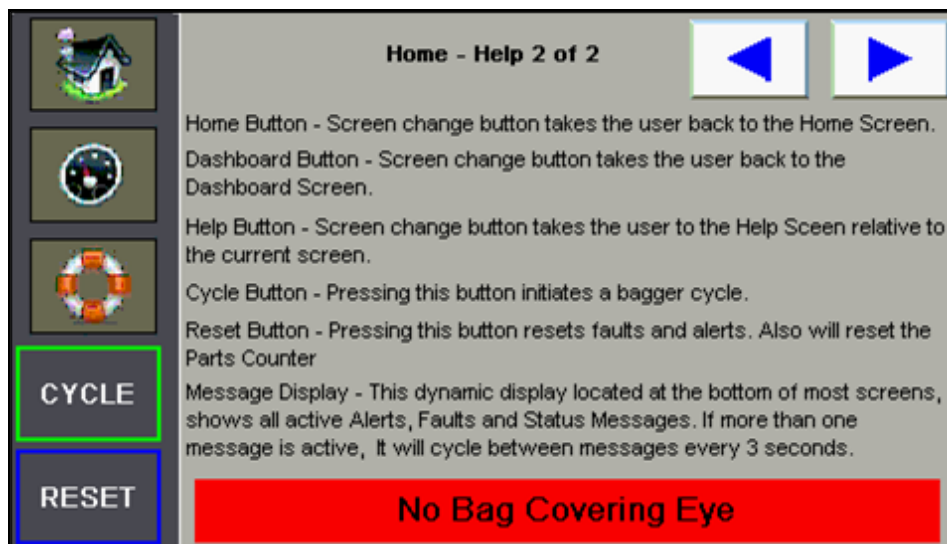 Home - Help 2 of 2
Home Button - Screen change button takes the user back to the Home Screen.
Dashboard Button - Screen change button takes the user back to the
Dashboard Screen.
Help Button - Screen change button takes the user to the Help Sceen relative to
the current screen.
Cycle Button - Pressing this button initiates a bagger cycle.
Reset Button - Pressing this button resets faults and alerts. Also will reset the
Parts Counter
Message Display - This dynamic display located at the bottom of most screens,
shows all active Alerts, Faults and Status Messages. If more than one
message is active, It will cycle between messages every 3 seconds.
CYCLE
RESET
No Bag Covering Eye